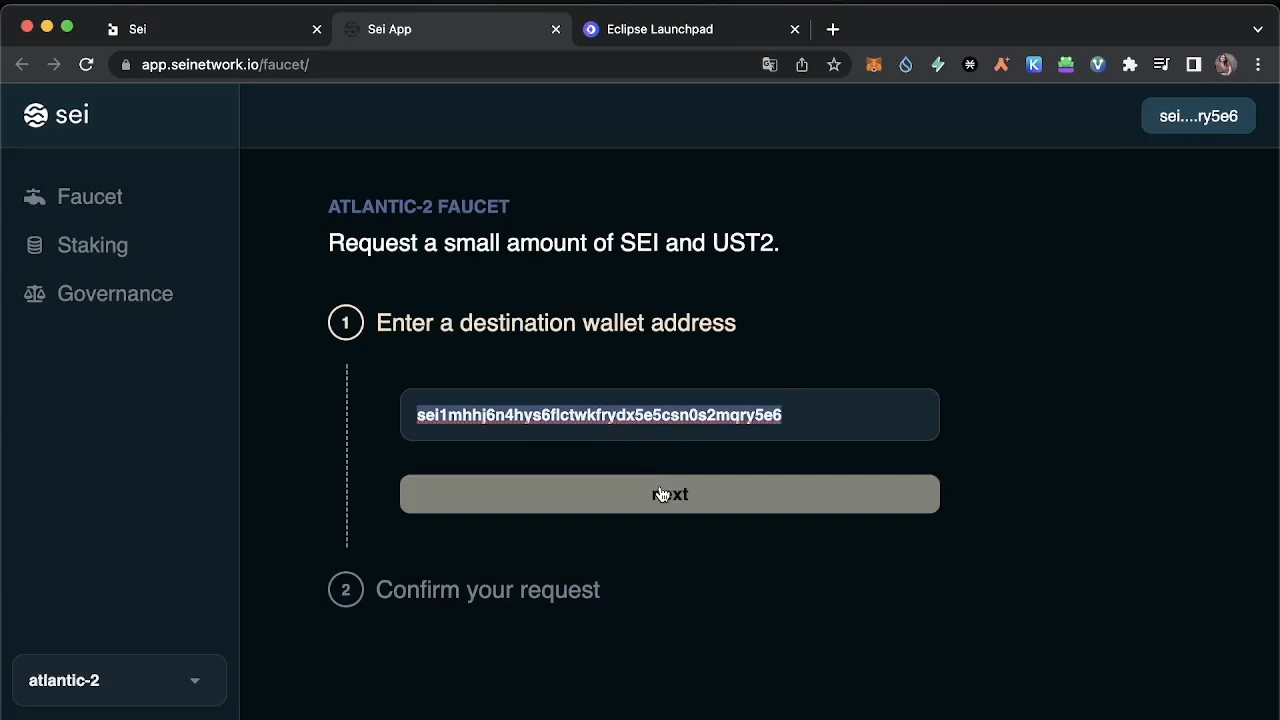 Sei
Sei App
Eclipse Launchpad
app.seinetwork.io/faucet/
sei
sei....ry5e6
Faucet
Staking
Governance
ATLANTIC-2 FAUCET
Request a small amount of SEI and UST2.
1 Enter a destination wallet address
sei1mhhj6n4hys6flctwkfrydx5e5csn0s2mqry5e6
next
2 Confirm your request
atlantic-2